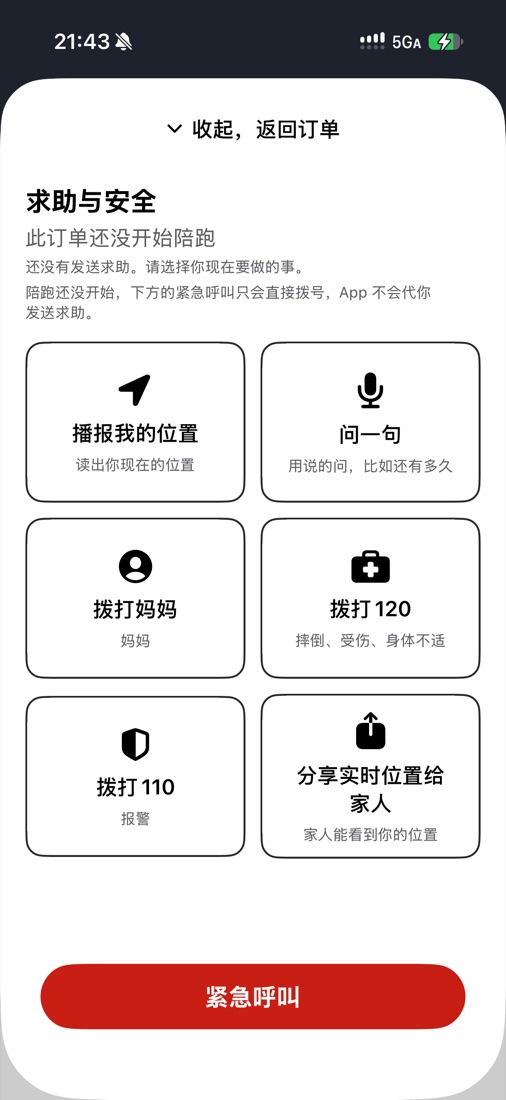 21:43
5GA
收起，返回订单
求助与安全
此订单还没开始陪跑
还没有发送求助。请选择你现在要做的事。
陪跑还没开始，下方的紧急呼叫只会直接拨号，App 不会代你
发送求助。
播报我的位置
读出你现在的位置
问一句
用说的问，比如还有多久
拨打妈妈
妈妈
拨打 120
摔倒、受伤、身体不适
拨打 110
报警
分享实时位置给
家人
家人能看到你的位置
紧急呼叫